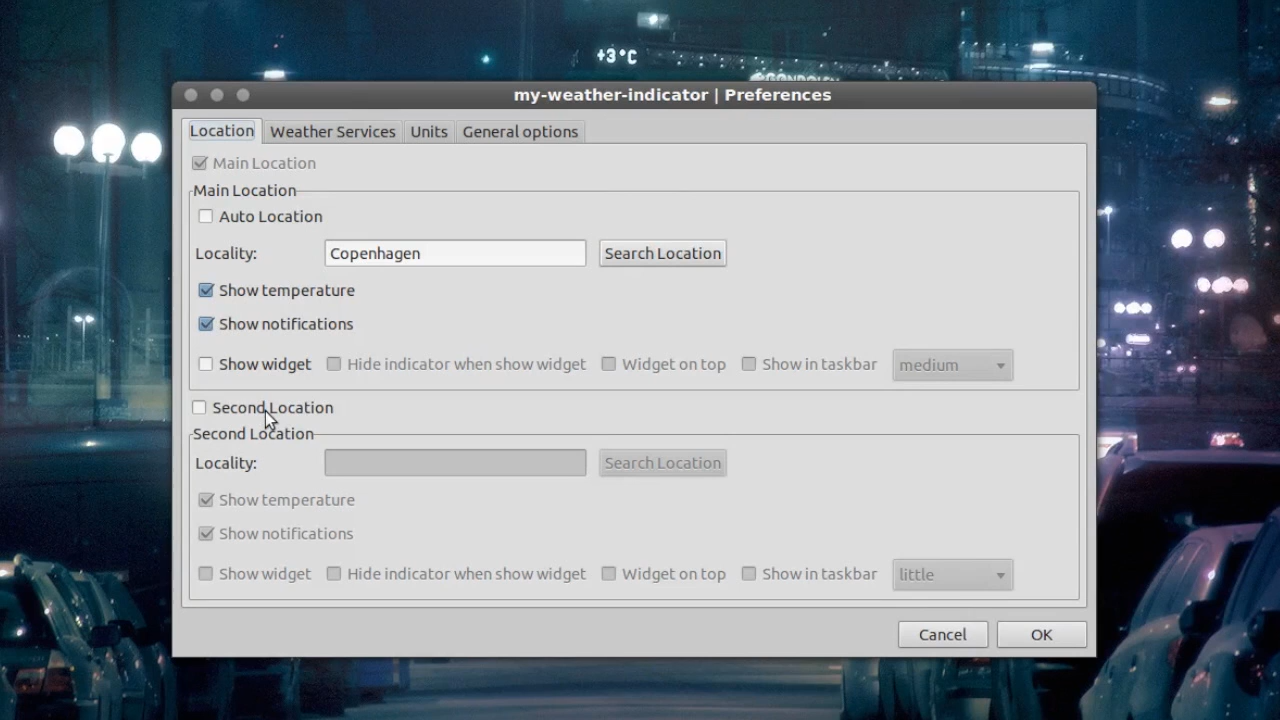 +3°C
my-weather-indicator | Preferences
Location Weather Services Units General options
Main Location
Main Location
Auto Location
Locality: Copenhagen Search Location
Show temperature
Show notifications
Show widget Hide indicator when show widget Widget on top Show in taskbar medium
Second Location
Second Location
Locality: Search Location
Show temperature
Show notifications
Show widget Hide indicator when show widget Widget on top Show in taskbar little
Cancel OK